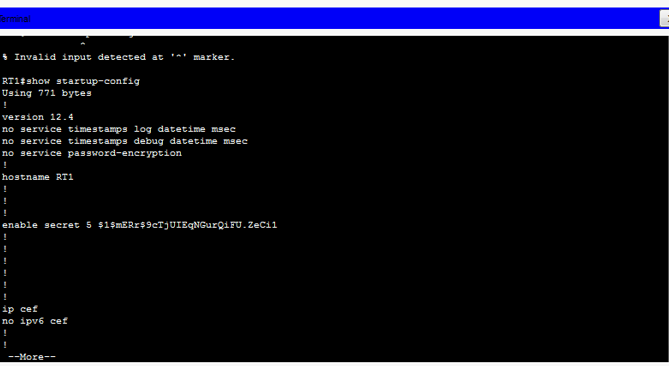 Terminal
^
% Invalid input detected at '^' marker.
RT1#show startup-config
Using 771 bytes
!
version 12.4
no service timestamps log datetime msec
no service timestamps debug datetime msec
no service password-encryption
!
hostname RT1
!
!
!
enable secret 5 $1$mERr$9cTjUIEqNGurQiFU.ZeCi1
!
!
!
!
!
!
ip cef
no ipv6 cef
!
!
--More--